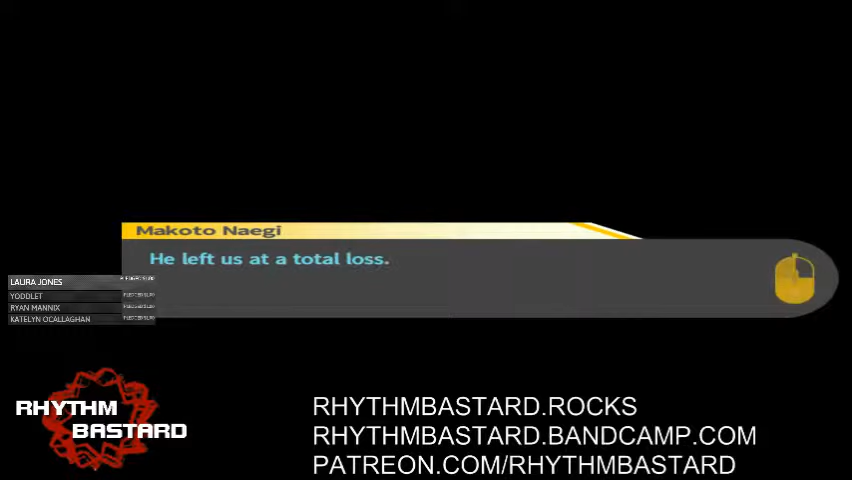 Makoto Naegi
He left us at a total loss.
LAURA JONES
YODDLET
RYAN MANNIX
KATELYN OCALLAGHAN
RHYTHM
BASTARD
RHYTHMBASTARD.ROCKS
RHYTHMBASTARD.BANDCAMP.COM
PATREON.COM/RHYTHMBASTARD